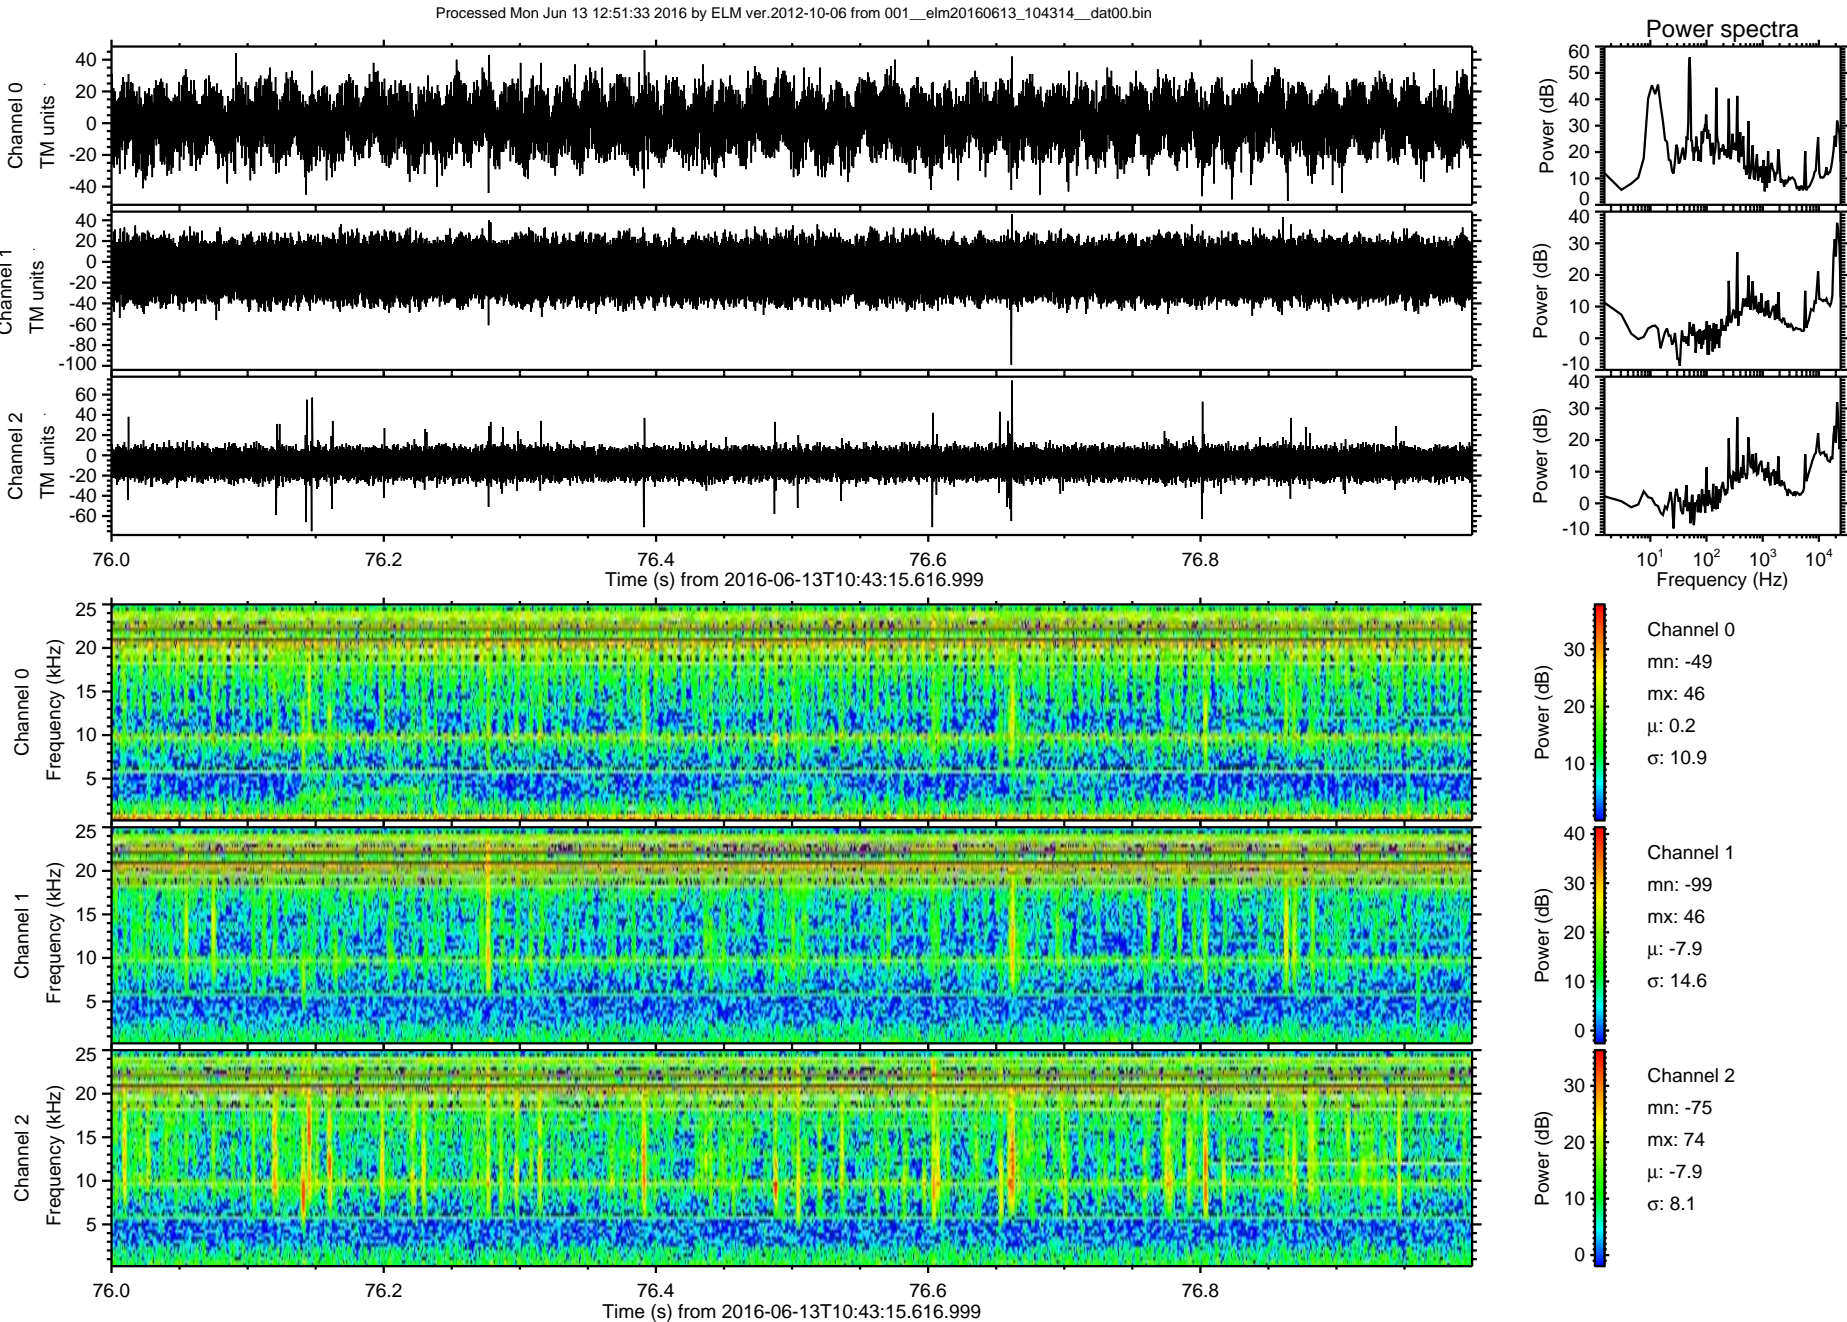 Processed Mon Jun 13 12:51:33 2016 by ELM ver.2012-10-06 from 001__elm20160613_104314__dat00.bin
Power spectra
Channel 0
TM units
40
20
0
-20
-40
Power (dB)
60
50
40
30
20
10
0
Channel 1
TM units
40
20
0
-20
-40
-60
-80
-100
Power (dB)
40
30
20
10
0
-10
Channel 2
TM units
60
40
20
0
-20
-40
-60
Power (dB)
40
30
20
10
0
-10
76.0 76.2 76.4 76.6 76.8
Time (s) from 2016-06-13T10:43:15.616.999
10^1 10^2 10^3 10^4
Frequency (Hz)
Channel 0
Frequency (kHz)
25
20
15
10
5
Power (dB)
30
20
10
Channel 0
mn: -49
mx: 46
μ: 0.2
σ: 10.9
Channel 1
Frequency (kHz)
25
20
15
10
5
Power (dB)
40
30
20
10
0
Channel 1
mn: -99
mx: 46
μ: -7.9
σ: 14.6
Channel 2
Frequency (kHz)
25
20
15
10
5
Power (dB)
30
20
10
0
Channel 2
mn: -75
mx: 74
μ: -7.9
σ: 8.1
76.0 76.2 76.4 76.6 76.8
Time (s) from 2016-06-13T10:43:15.616.999